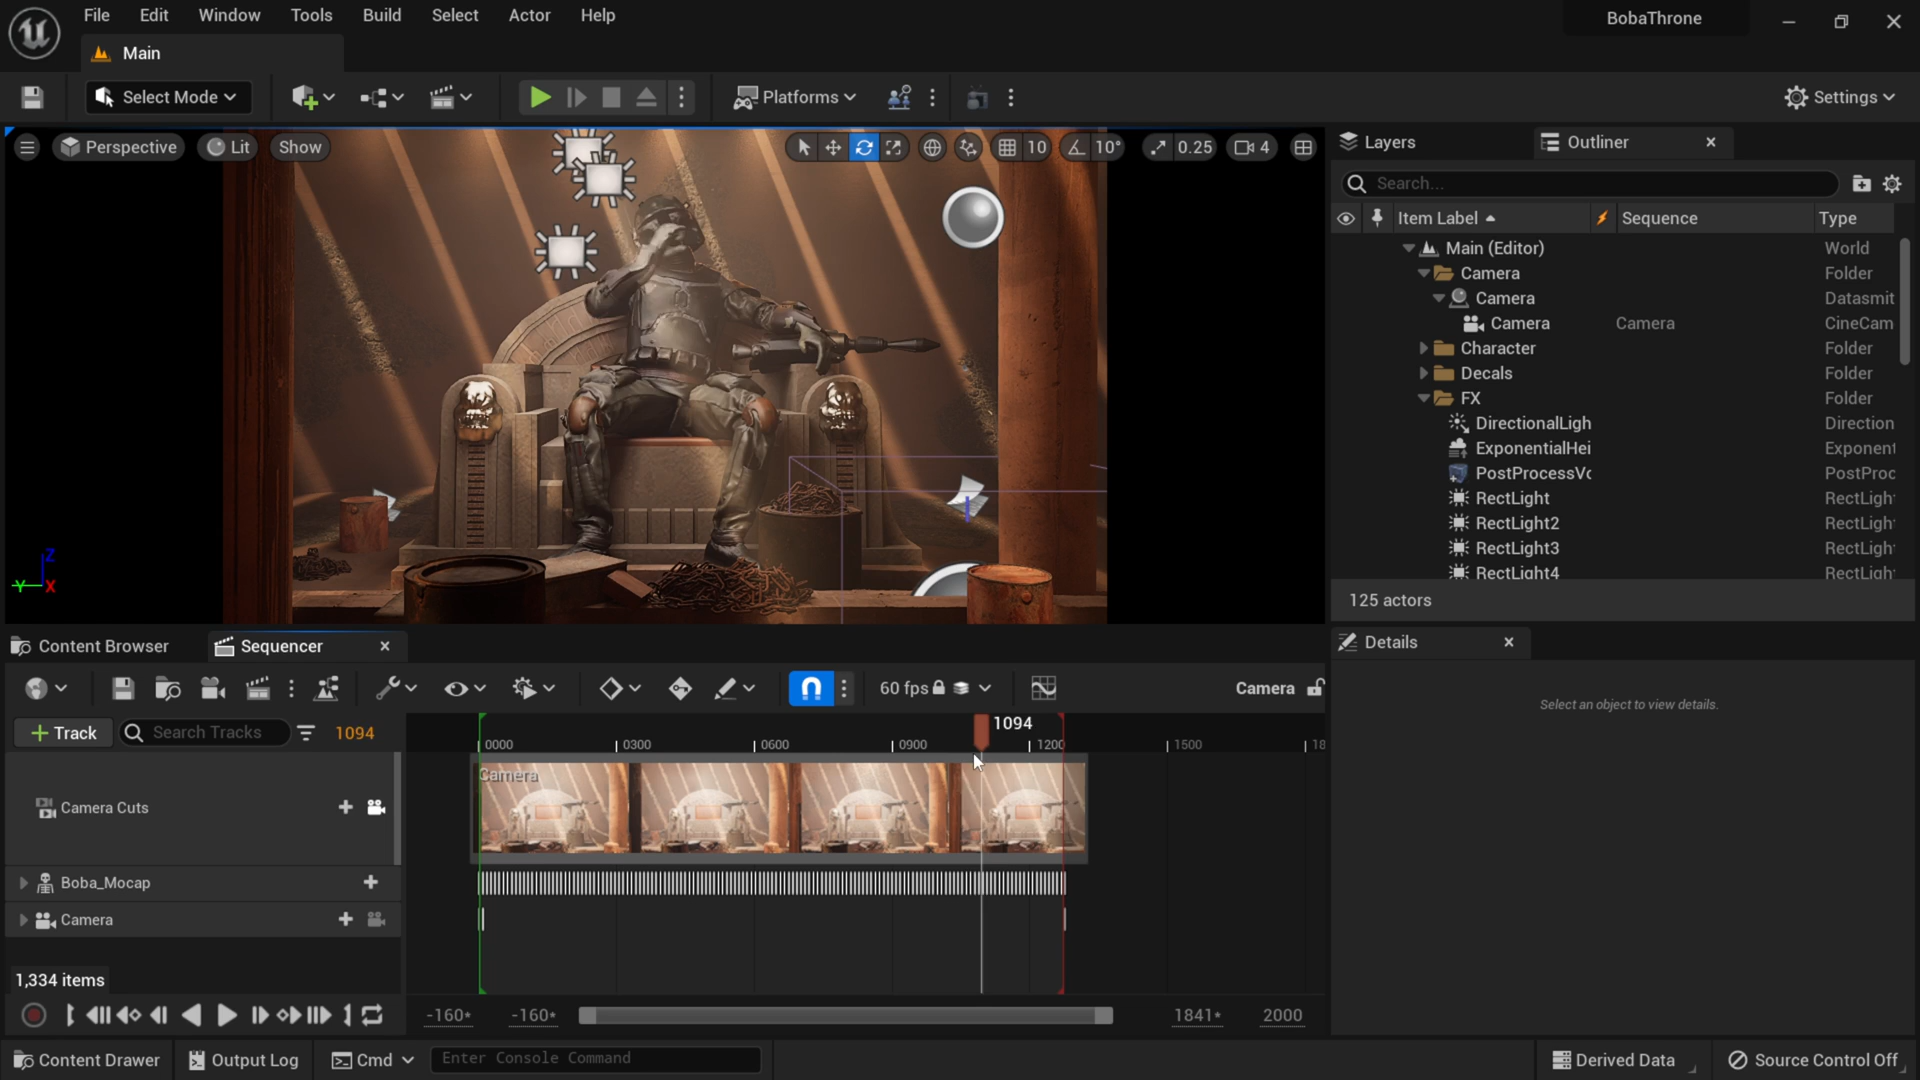 File Edit Window Tools Build Select Actor Help
BobaThrone
Main
Select Mode
Platforms
Settings
Perspective Lit Show
10 10° 0.25 4
Layers Outliner
Search...
Item Label Sequence Type
Main (Editor) World
Camera Folder
Camera Datasmit
Camera Camera CineCam
Character Folder
Decals Folder
FX Folder
DirectionalLigh Direction
ExponentialHei Exponent
PostProcessVo PostProc
RectLight RectLigh
RectLight2 RectLigh
RectLight3 RectLigh
RectLight4 RectLigh
125 actors
Z
Y X
Content Browser Sequencer
Details
Select an object to view details.
60 fps Camera
Track Search Tracks 1094
1094
0000 0300 0600 0900 1200 1500 18
Camera
Camera Cuts
Boba_Mocap
Camera
1,334 items
-160* -160* 1841* 2000
Content Drawer Output Log Cmd Enter Console Command Derived Data Source Control Off